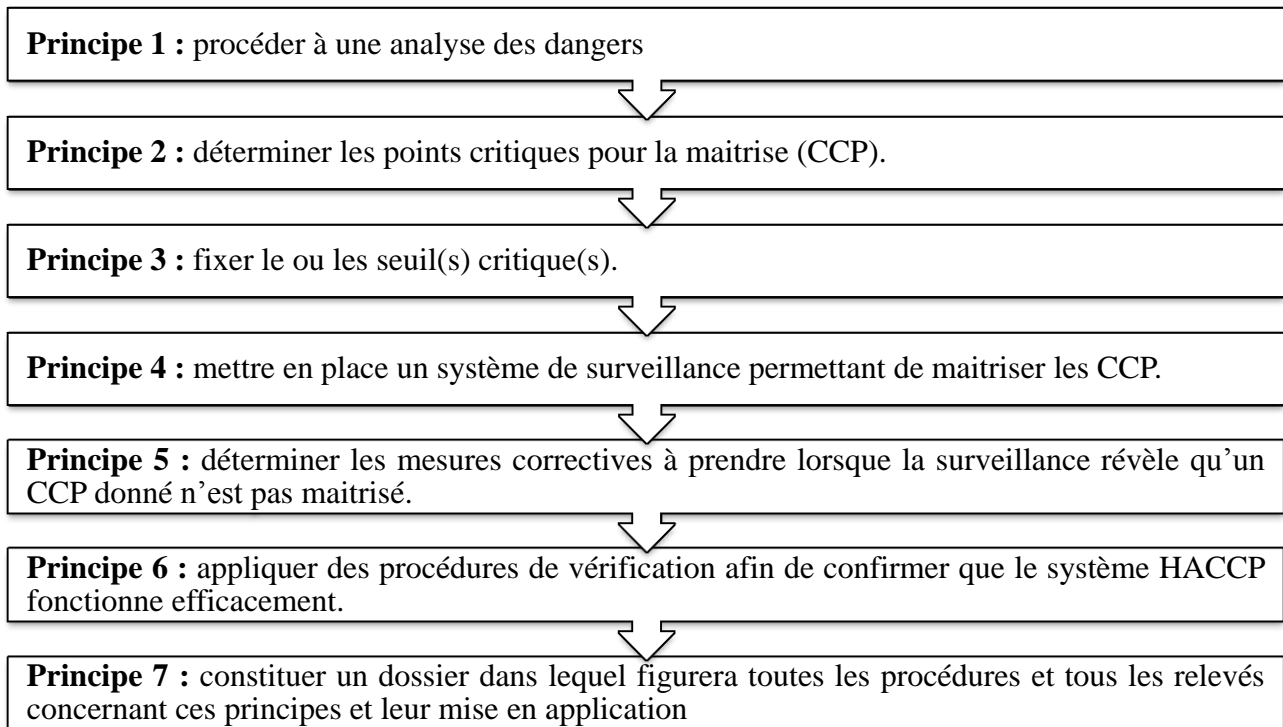 Principe 1 : procéder à une analyse des dangers
Principe 2 : déterminer les points critiques pour la maitrise (CCP).
Principe 3 : fixer le ou les seuil(s) critique(s).
Principe 4 : mettre en place un système de surveillance permettant de maitriser les CCP.
Principe 5 : déterminer les mesures correctives à prendre lorsque la surveillance révèle qu’un
CCP donné n’est pas maitrisé.
Principe 6 : appliquer des procédures de vérification afin de confirmer que le système HACCP
fonctionne efficacement.
Principe 7 : constituer un dossier dans lequel figurera toutes les procédures et tous les relevés
concernant ces principes et leur mise en application